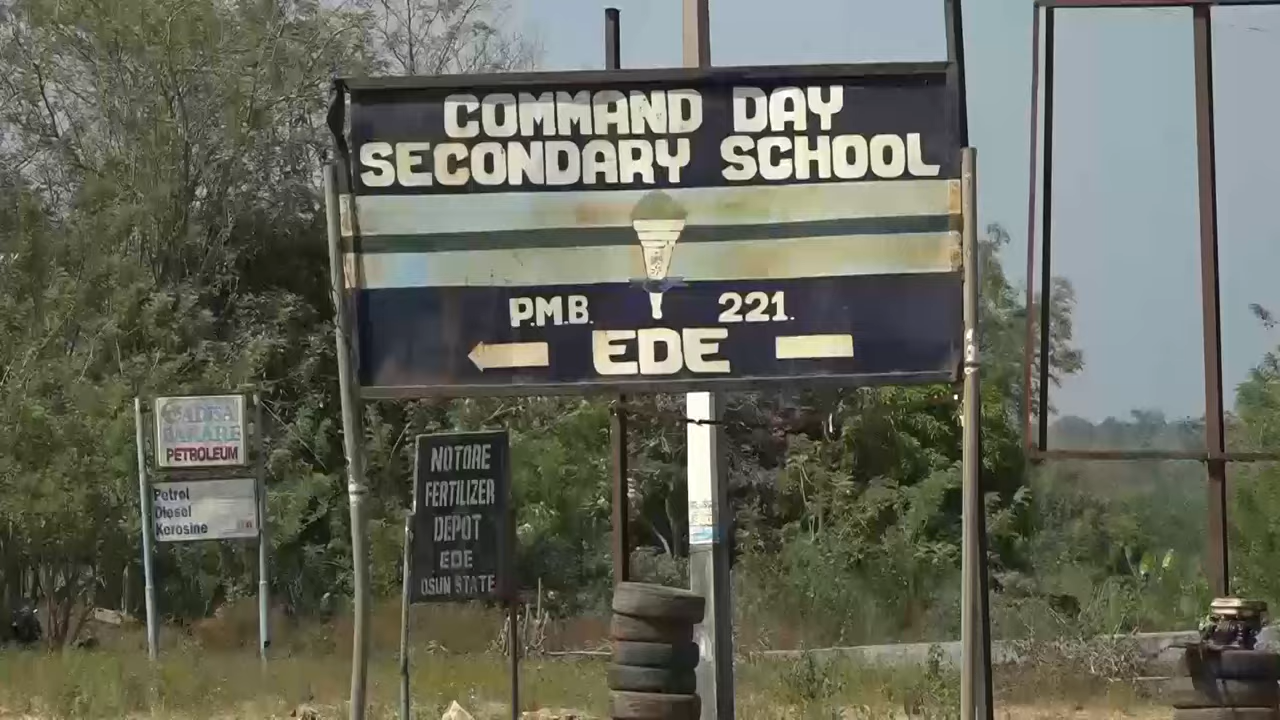 COMMAND DAY
SECONDARY SCHOOL
P.M.B. 221.
EDE
PETROLEUM
Petrol
Diesel
Kerosine
NOTORE
FERTILIZER
DEPOT
EDE
OSUN STATE